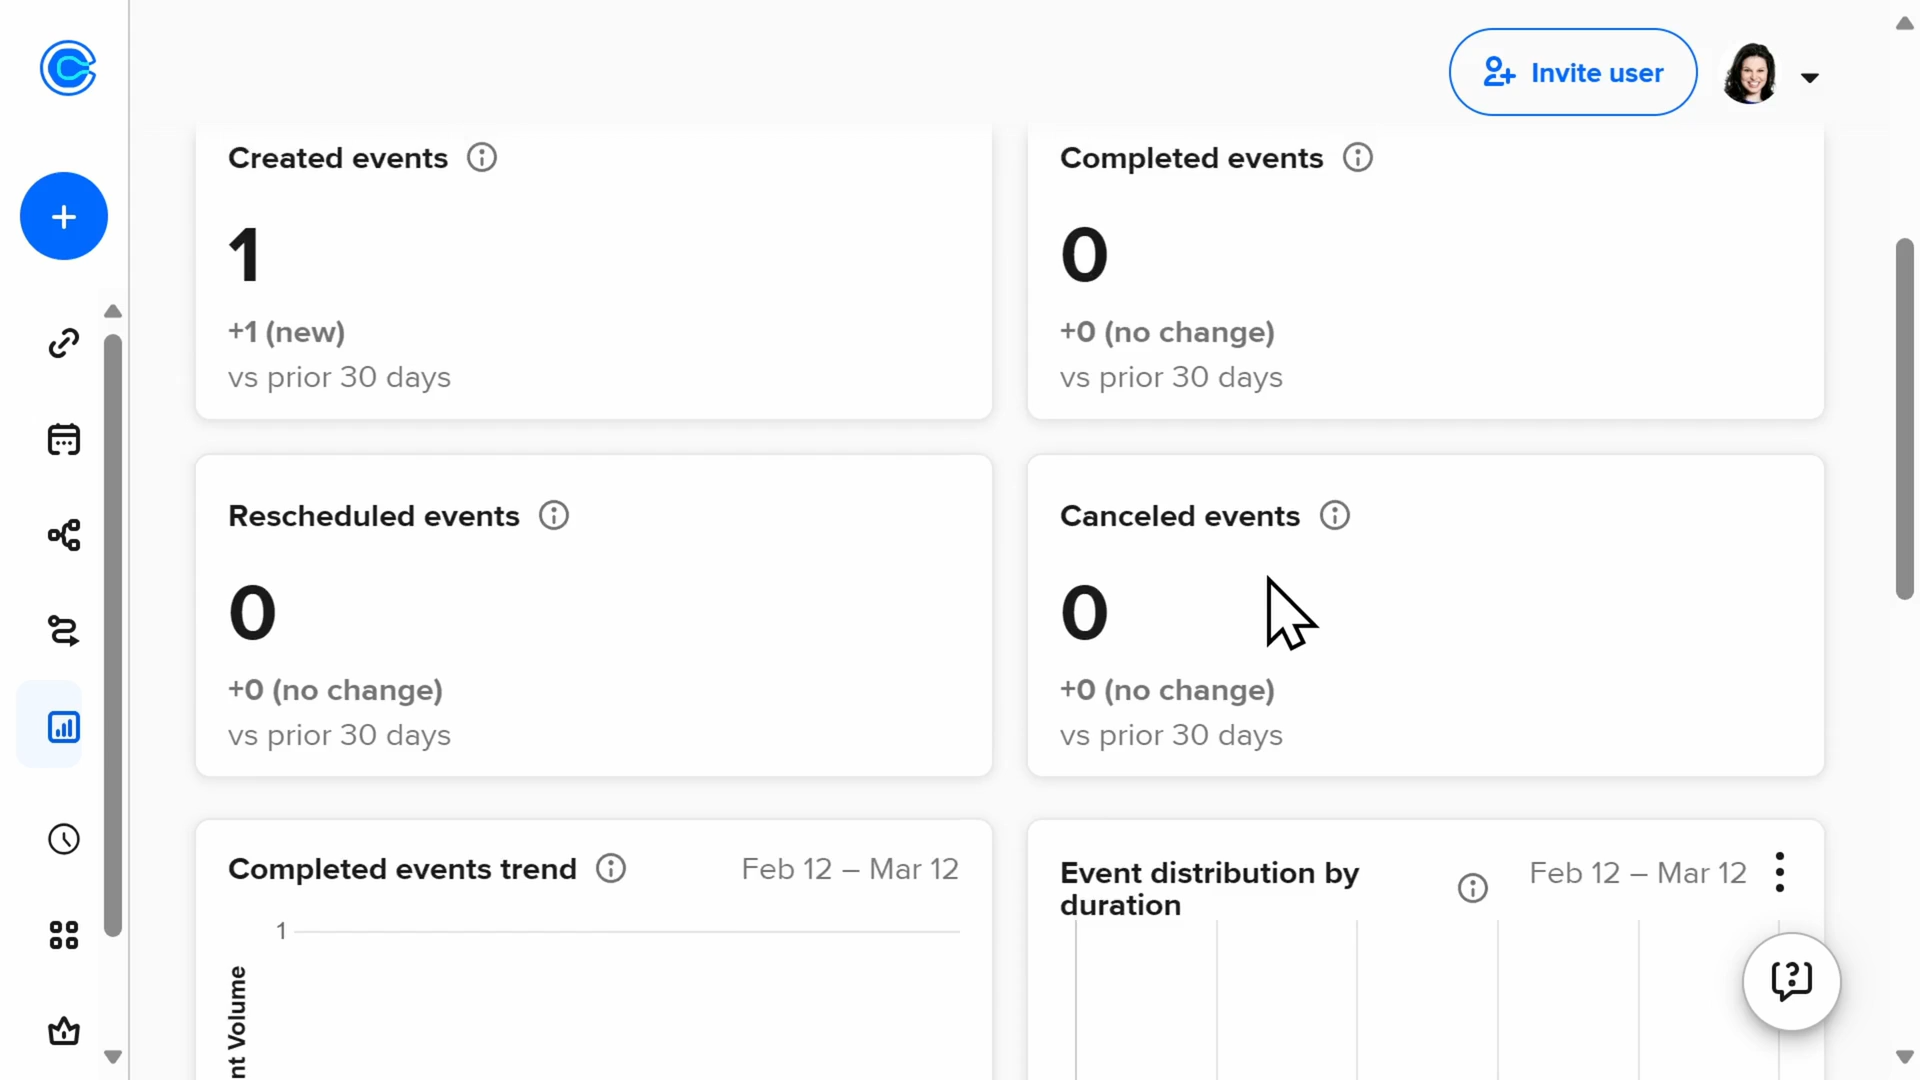 Invite user
Created events
1
+1 (new)
vs prior 30 days
Completed events
0
+0 (no change)
vs prior 30 days
Rescheduled events
0
+0 (no change)
vs prior 30 days
Canceled events
0
+0 (no change)
vs prior 30 days
Completed events trend
Feb 12 – Mar 12
1
nt Volume
Event distribution by
duration
Feb 12 – Mar 12